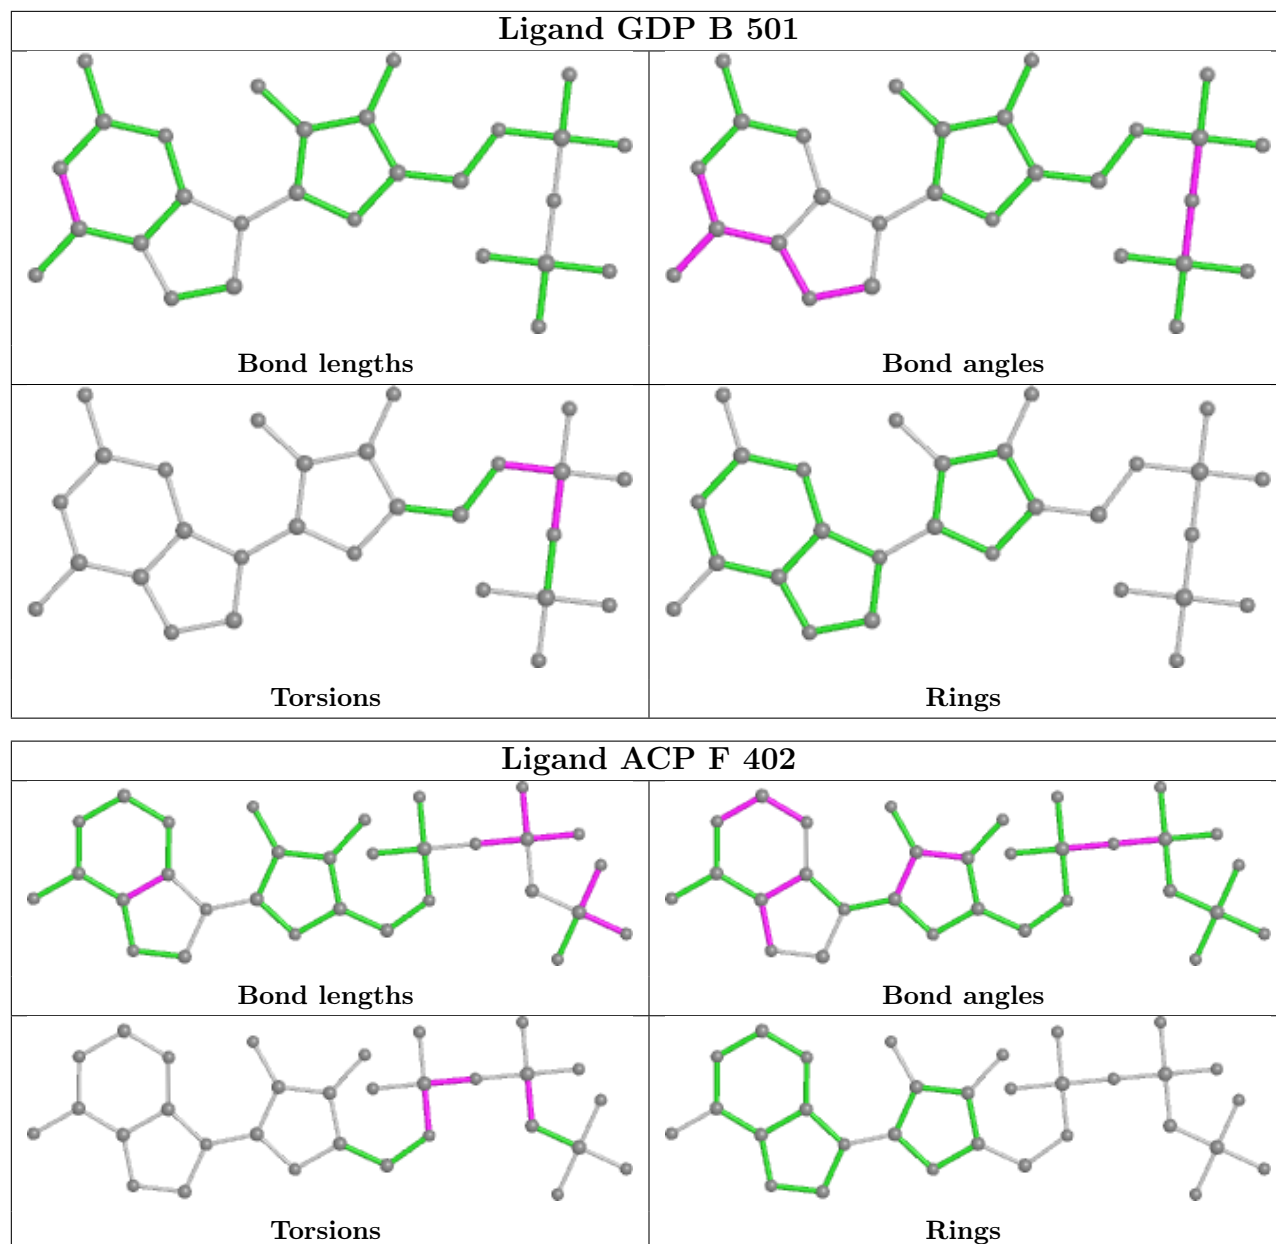 Ligand GDP B 501
Bond lengths
Bond angles
Torsions
Rings
Ligand ACP F 402
Bond lengths
Bond angles
Torsions
Rings